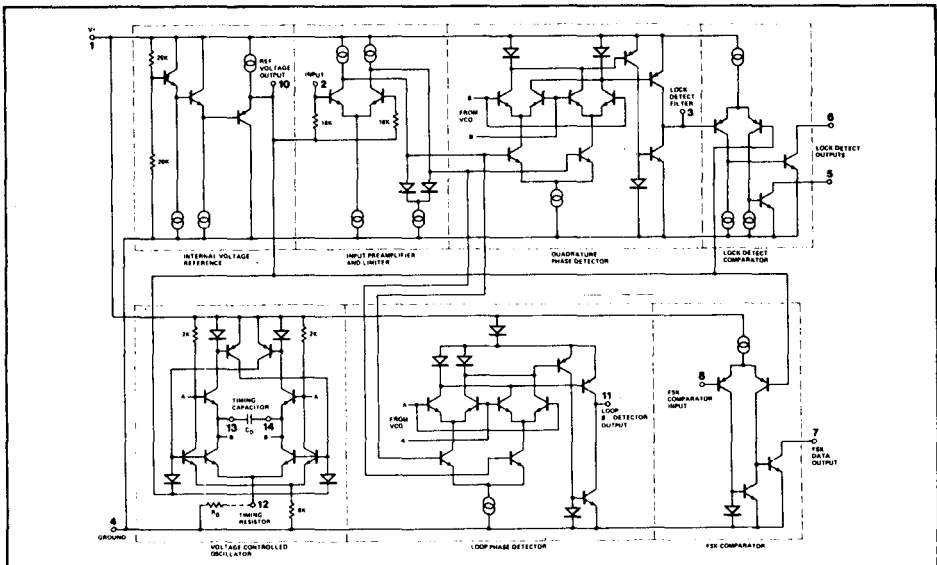 V+
1
20K
20K
REF
VOLTAGE
OUTPUT
10
INPUT
2
10K
10K
B
FROM
VCO
B
LOCK
DETECT
FILTER
3
6
LOCK DETECT
OUTPUTS
5
INTERNAL VOLTAGE
REFERENCE
INPUT PREAMPLIFIER
AND LIMITER
QUADRATURE
PHASE DETECTOR
LOCK DETECT
COMPARATOR
2K
2K
A
A
TIMING
CAPACITOR
13
C0
14
B
B
12
R0
TIMING
RESISTOR
8K
4
GROUND
A
FROM
VCO
A
11
LOOP
Ø DETECTOR
OUTPUT
8
FSK
COMPARATOR
INPUT
7
FSK
DATA
OUTPUT
VOLTAGE CONTROLLED
OSCILLATOR
LOOP PHASE DETECTOR
FSK COMPARATOR